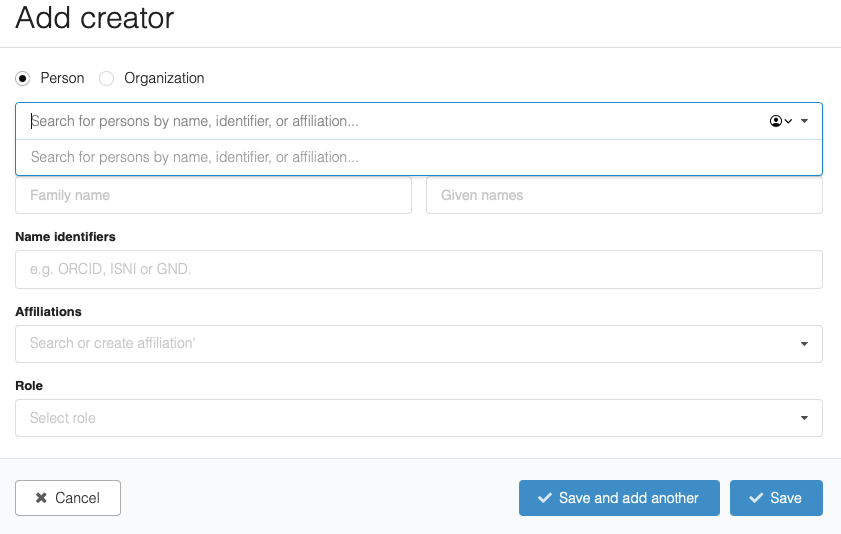 Add creator
Person Organization
Search for persons by name, identifier, or affiliation...
Search for persons by name, identifier, or affiliation...
Family name Given names
Name identifiers
e.g. ORCID, ISNI or GND.
Affiliations
Search or create affiliation'
Role
Select role
Cancel Save and add another Save